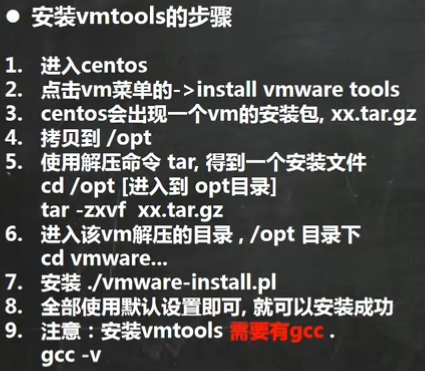 ● 安装vmtools的步骤
1. 进入centos
2. 点击vm菜单的->install vmware tools
3. centos会出现一个vm的安装包, xx.tar.gz
4. 拷贝到 /opt
5. 使用解压命令 tar, 得到一个安装文件
cd /opt [进入到 opt目录]
tar -zxvf xx.tar.gz
6. 进入该vm解压的目录 , /opt 目录下
cd vmware...
7. 安装 ./vmware-install.pl
8. 全部使用默认设置即可, 就可以安装成功
9. 注意：安装vmtools 需要有gcc .
gcc -v